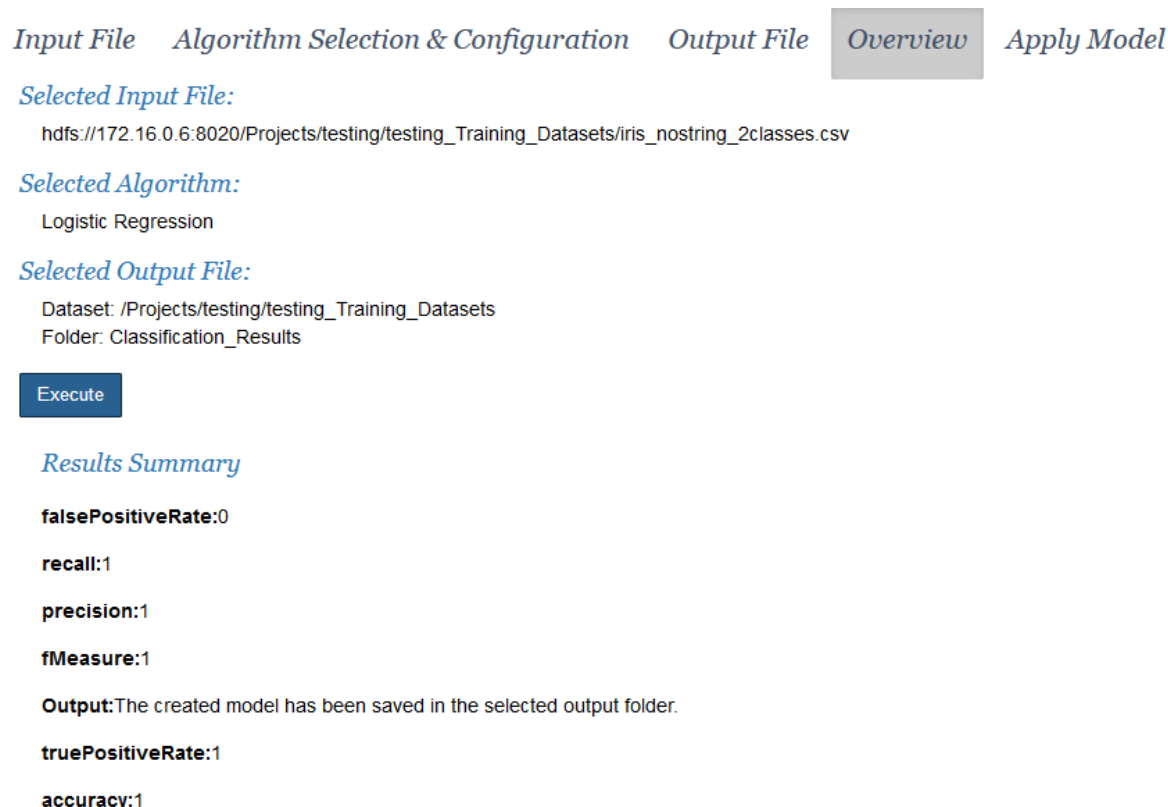 Input File Algorithm Selection & Configuration Output File Overview Apply Model
Selected Input File:
hdfs://172.16.0.6:8020/Projects/testing/testing_Training_Datasets/iris_nostring_2classes.csv
Selected Algorithm:
Logistic Regression
Selected Output File:
Dataset: /Projects/testing/testing_Training_Datasets
Folder: Classification_Results
Execute
Results Summary
falsePositiveRate:0
recall:1
precision:1
fMeasure:1
Output:The created model has been saved in the selected output folder.
truePositiveRate:1
accuracy:1